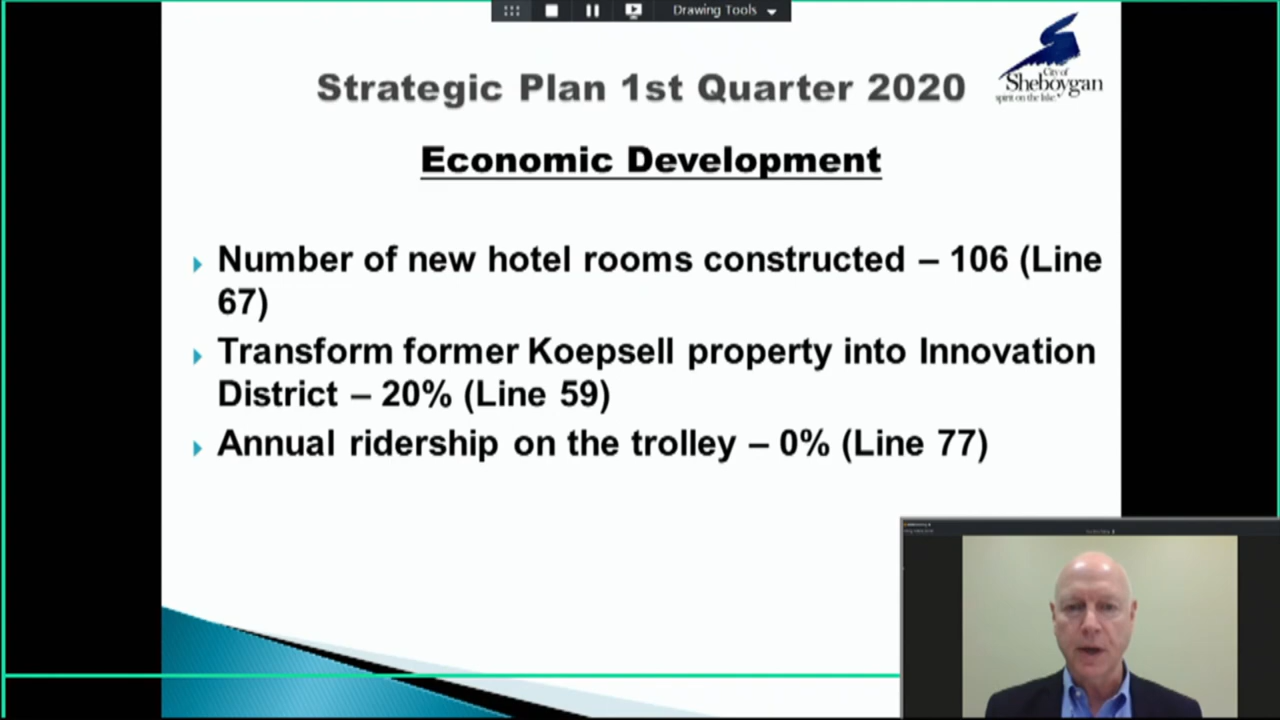 Drawing Tools
City of
Sheboygan
spirit on the lake.
Strategic Plan 1st Quarter 2020
Economic Development
Number of new hotel rooms constructed – 106 (Line
67)
Transform former Koepsell property into Innovation
District – 20% (Line 59)
Annual ridership on the trolley – 0% (Line 77)